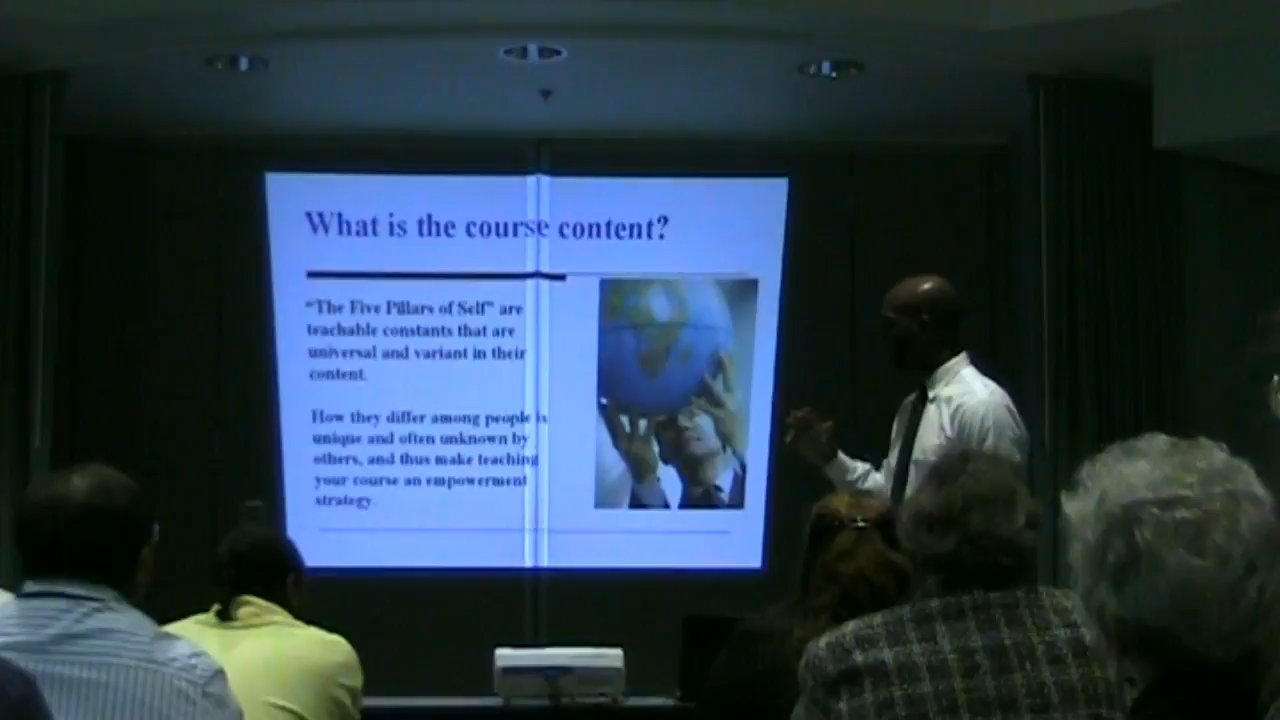 What is the course content?
“The Five Pillars of Self” are
teachable constants that are
universal and variant in their
content.
How they differ among people is
unique and often unknown by
others, and thus make teaching
your course an empowerment
strategy.